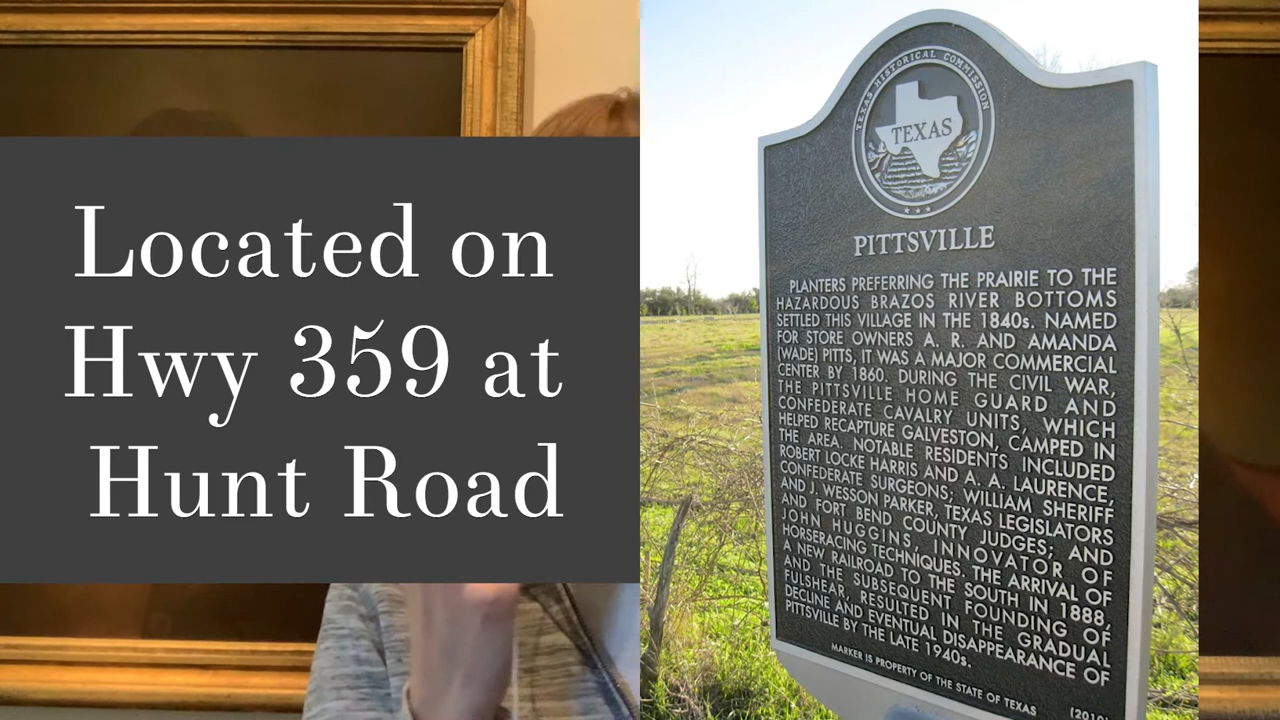 Located on
Hwy 359 at
Hunt Road
TEXAS HISTORICAL COMMISSION
TEXAS
PITTSVILLE
PLANTERS PREFERRING THE PRAIRIE TO THE
HAZARDOUS BRAZOS RIVER BOTTOMS
SETTLED THIS VILLAGE IN THE 1840s. NAMED
FOR STORE OWNERS A. R. AND AMANDA
(WADE) PITTS, IT WAS A MAJOR COMMERCIAL
CENTER BY 1860. DURING THE CIVIL WAR,
THE PITTSVILLE HOME GUARD AND
CONFEDERATE CAVALRY UNITS, WHICH
HELPED RECAPTURE GALVESTON, CAMPED IN
THE AREA. NOTABLE RESIDENTS INCLUDED
ROBERT LOCKE HARRIS AND A. A. LAURENCE,
CONFEDERATE SURGEONS; WILLIAM SHERIFF
AND J. WESSON PARKER, TEXAS LEGISLATORS
AND FORT BEND COUNTY JUDGES; AND
JOHN HUGGINS, INNOVATOR OF
HORSERACING TECHNIQUES. THE ARRIVAL OF
A NEW RAILROAD TO THE SOUTH IN 1888,
AND THE SUBSEQUENT FOUNDING OF
FULSHEAR, RESULTED IN THE GRADUAL
DECLINE AND EVENTUAL DISAPPEARANCE OF
PITTSVILLE BY THE LATE 1940s.
(2010)
MARKER IS PROPERTY OF THE STATE OF TEXAS